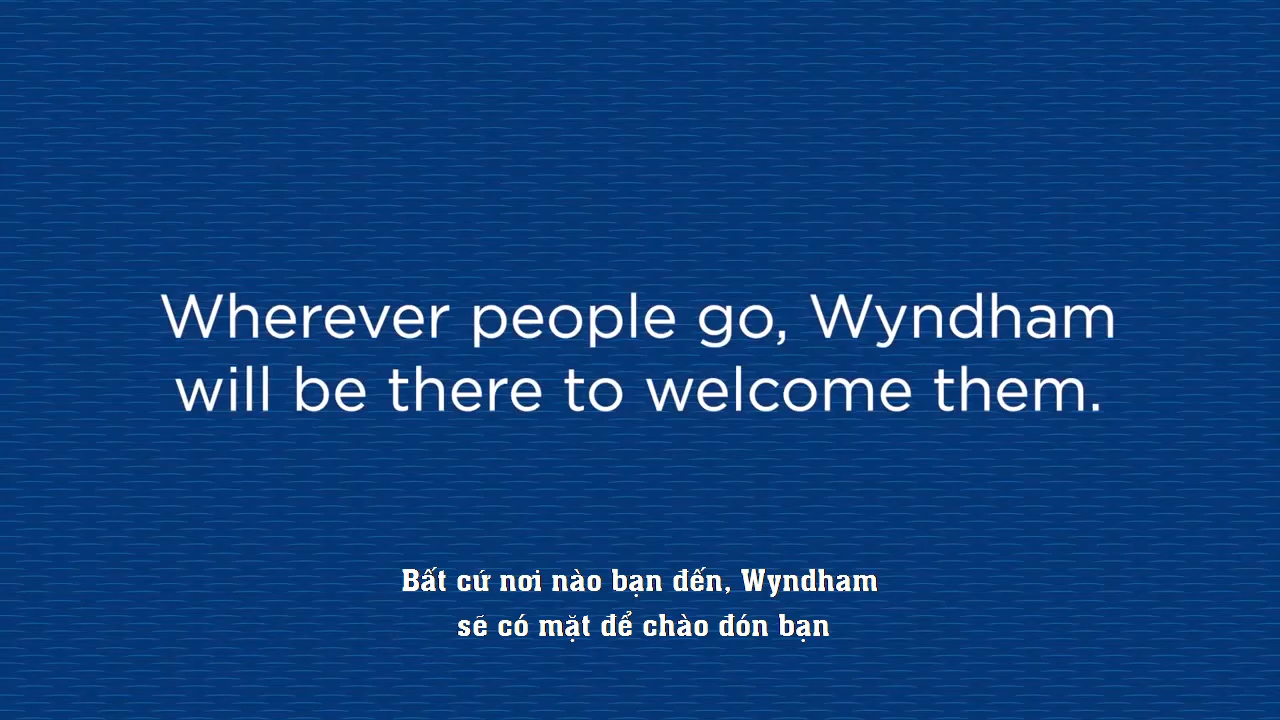 Wherever people go, Wyndham
will be there to welcome them.
Bất cứ nơi nào bạn đến, Wyndham
sẽ có mặt để chào đón bạn